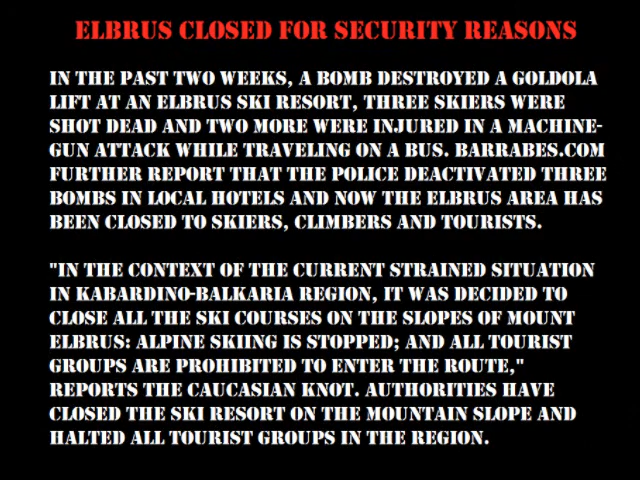 ELBRUS CLOSED FOR SECURITY REASONS
IN THE PAST TWO WEEKS, A BOMB DESTROYED A GOLDOLA
LIFT AT AN ELBRUS SKI RESORT, THREE SKIERS WERE
SHOT DEAD AND TWO MORE WERE INJURED IN A MACHINE-
GUN ATTACK WHILE TRAVELING ON A BUS. BARRABES.COM
FURTHER REPORT THAT THE POLICE DEACTIVATED THREE
BOMBS IN LOCAL HOTELS AND NOW THE ELBRUS AREA HAS
BEEN CLOSED TO SKIERS, CLIMBERS AND TOURISTS.
"IN THE CONTEXT OF THE CURRENT STRAINED SITUATION
IN KABARDINO-BALKARIA REGION, IT WAS DECIDED TO
CLOSE ALL THE SKI COURSES ON THE SLOPES OF MOUNT
ELBRUS: ALPINE SKIING IS STOPPED; AND ALL TOURIST
GROUPS ARE PROHIBITED TO ENTER THE ROUTE,"
REPORTS THE CAUCASIAN KNOT. AUTHORITIES HAVE
CLOSED THE SKI RESORT ON THE MOUNTAIN SLOPE AND
HALTED ALL TOURIST GROUPS IN THE REGION.